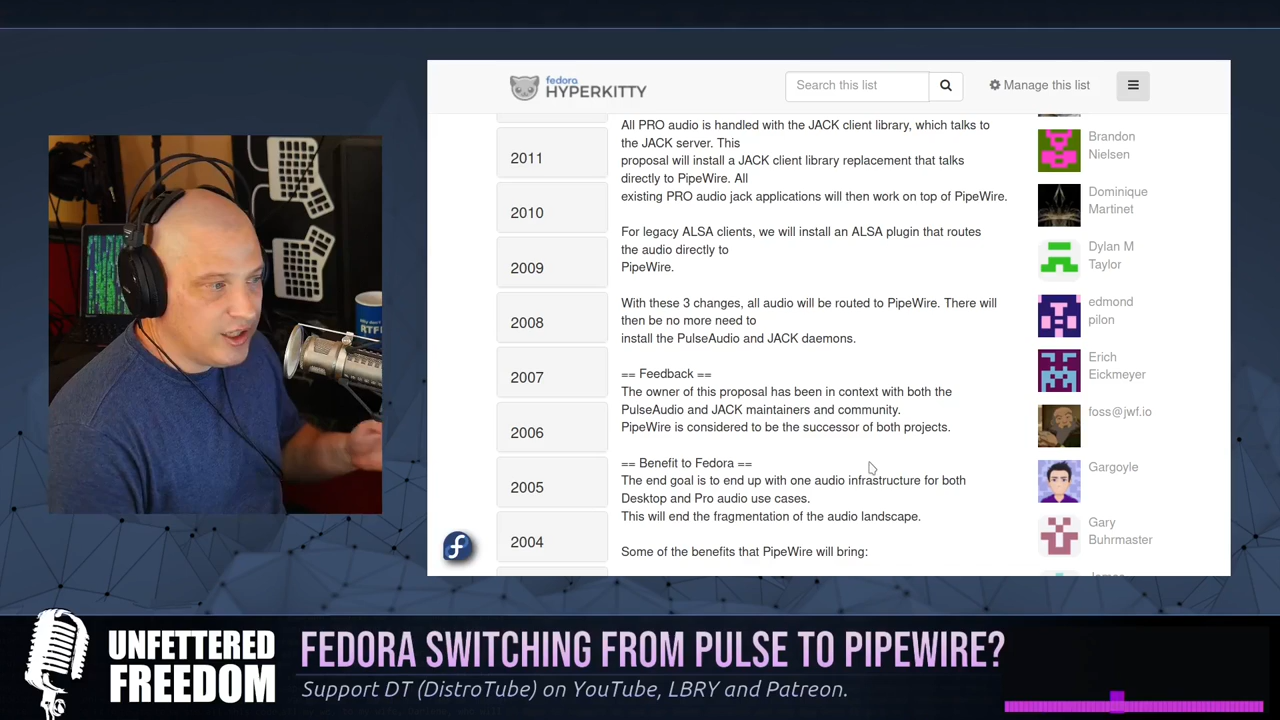 fedora
HYPERKITTY
Search this list
Manage this list
2011
2010
2009
2008
2007
2006
2005
2004
All PRO audio is handled with the JACK client library, which talks to
the JACK server. This
proposal will install a JACK client library replacement that talks
directly to PipeWire. All
existing PRO audio jack applications will then work on top of PipeWire.
For legacy ALSA clients, we will install an ALSA plugin that routes
the audio directly to
PipeWire.
With these 3 changes, all audio will be routed to PipeWire. There will
then be no more need to
install the PulseAudio and JACK daemons.
== Feedback ==
The owner of this proposal has been in context with both the
PulseAudio and JACK maintainers and community.
PipeWire is considered to be the successor of both projects.
== Benefit to Fedora ==
The end goal is to end up with one audio infrastructure for both
Desktop and Pro audio use cases.
This will end the fragmentation of the audio landscape.
Some of the benefits that PipeWire will bring:
Brandon
Nielsen
Dominique
Martinet
Dylan M
Taylor
edmond
pilon
Erich
Eickmeyer
foss@jwf.io
Gargoyle
Gary
Buhrmaster
RTFM
UNFETTERED
FREEDOM
FEDORA SWITCHING FROM PULSE TO PIPEWIRE?
Support DT (DistroTube) on YouTube, LBRY and Patreon.